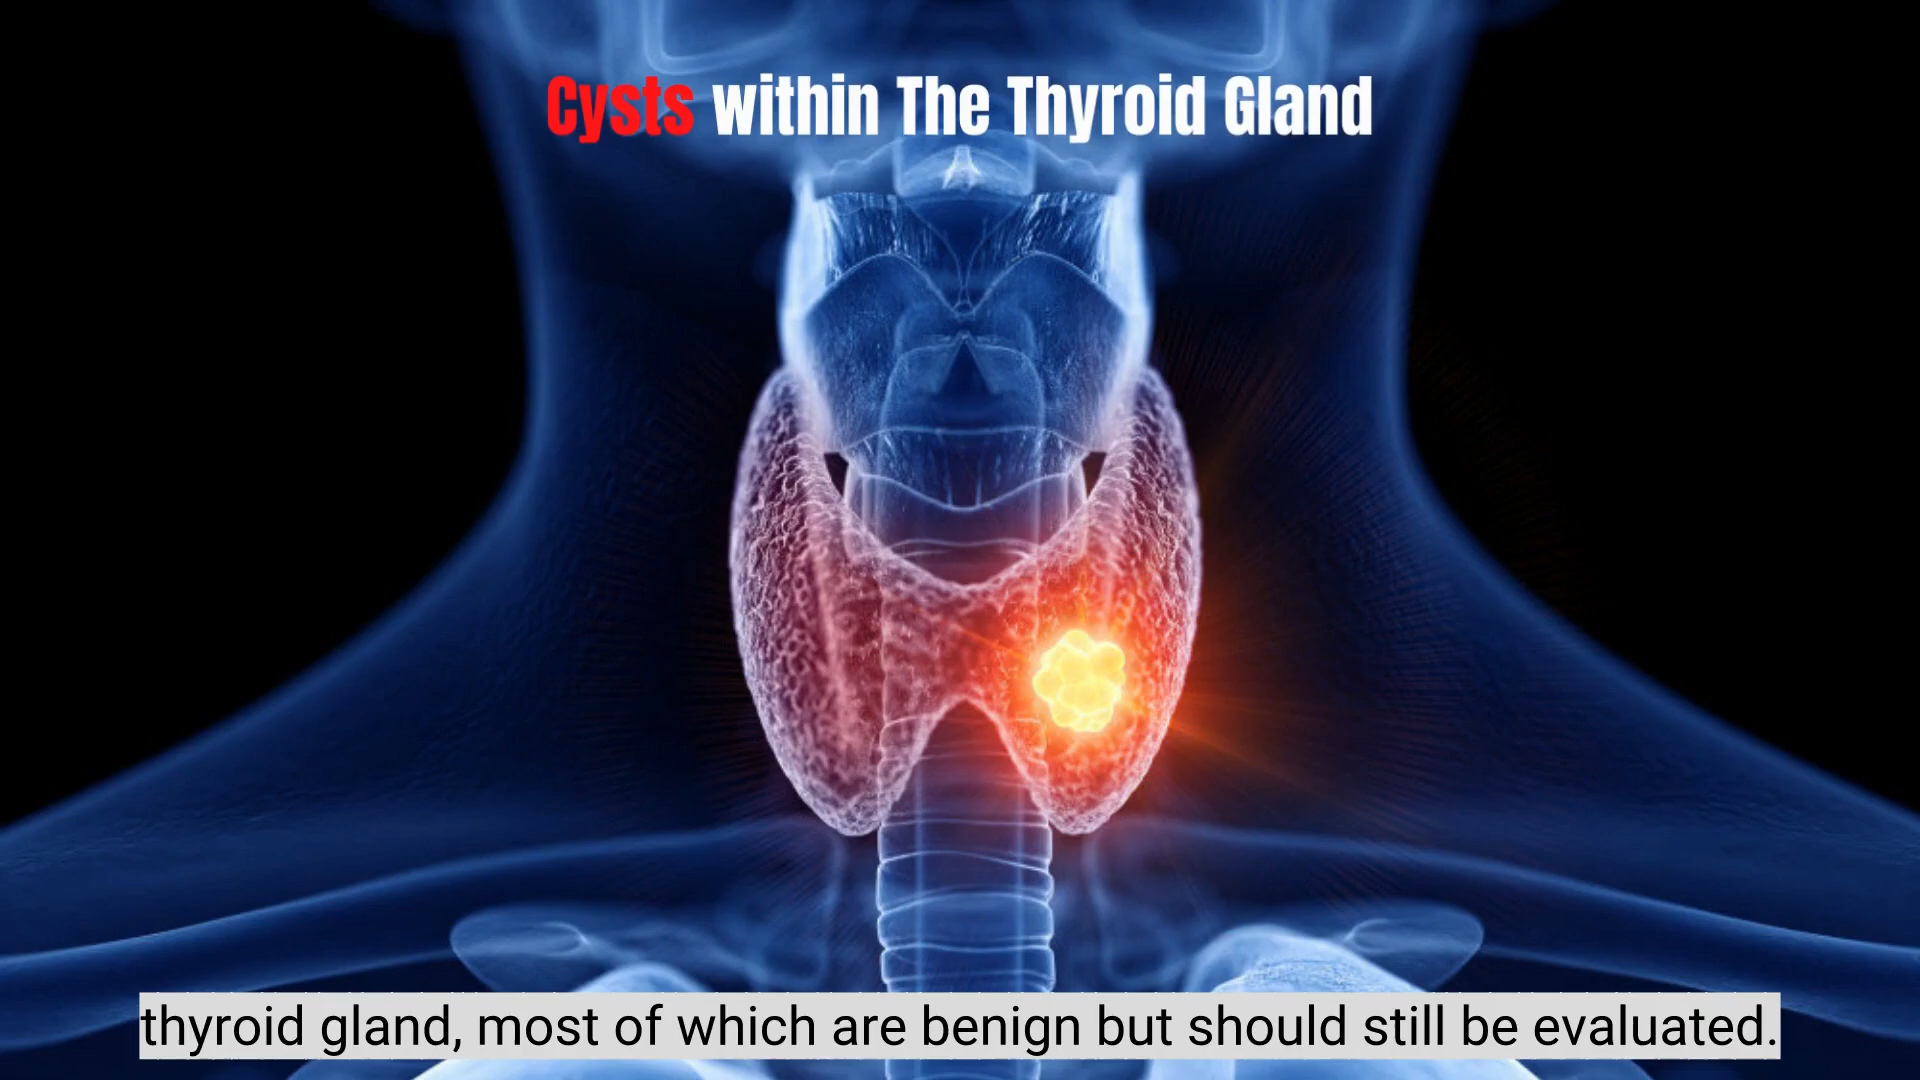 Cysts within The Thyroid Gland
thyroid gland, most of which are benign but should still be evaluated.